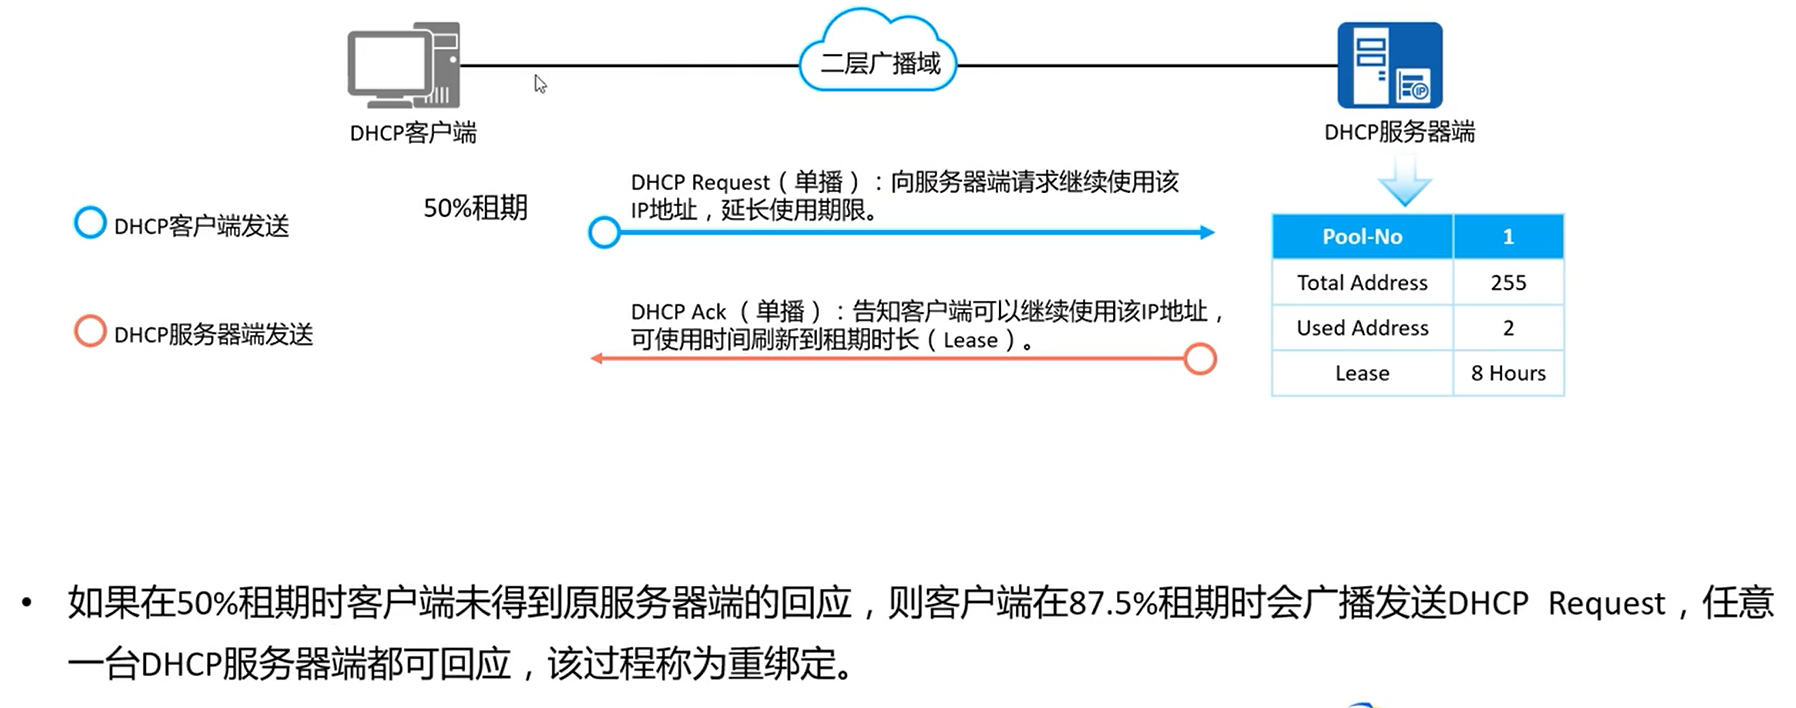 二层广播域
DHCP客户端
DHCP服务器端
DHCP客户端发送
50%租期
DHCP Request（单播）：向服务器端请求继续使用该
IP地址，延长使用期限。
DHCP服务器端发送
DHCP Ack （单播）：告知客户端可以继续使用该IP地址，
可使用时间刷新到租期时长（Lease）。
Pool-No 1
Total Address 255
Used Address 2
Lease 8 Hours
IP
• 如果在50%租期时客户端未得到原服务器端的回应，则客户端在87.5%租期时会广播发送DHCP Request，任意
一台DHCP服务器端都可回应，该过程称为重绑定。